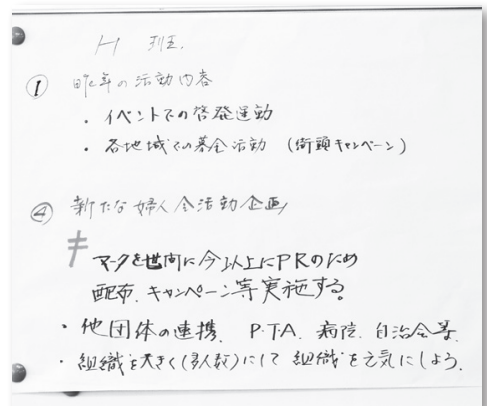 H 班.
① 昨年の活動内容
・イベントでの啓発運動
・各地域での募金活動 (街頭キャンペーン)
④ 新たな婦人会活動企画
マークを世間に今以上にPRのため
配布、キャンペーン等実施する。
・他団体の連携. P.T.A. 病院. 自治会等.
・組織を大きく(多人数)にして 組織を元気にしよう.